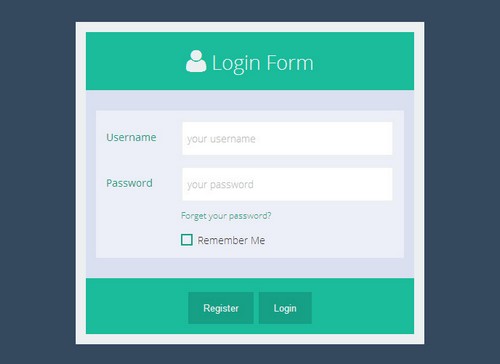 Login Form
Username your username
Password your password
Forget your password?
Remember Me
Register Login